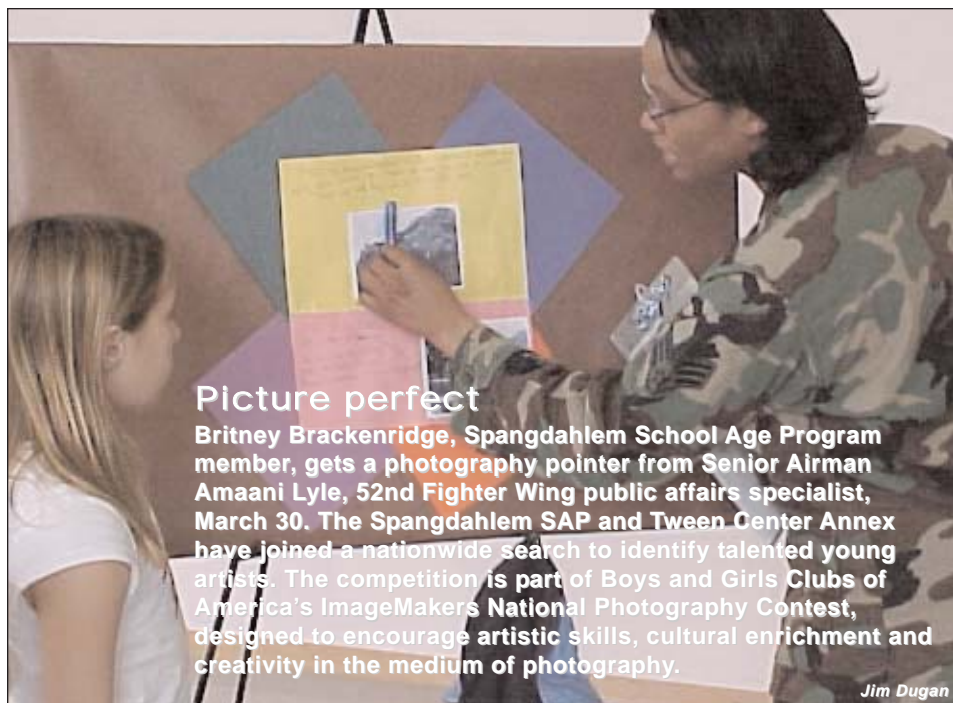 Picture perfect
Britney Brackenridge, Spangdahlem School Age Program
member, gets a photography pointer from Senior Airman
Amaani Lyle, 52nd Fighter Wing public affairs specialist,
March 30. The Spangdahlem SAP and Tween Center Annex
have joined a nationwide search to identify talented young
artists. The competition is part of Boys and Girls Clubs of
America's ImageMakers National Photography Contest,
designed to encourage artistic skills, cultural enrichment and
creativity in the medium of photography.
Jim Dugan